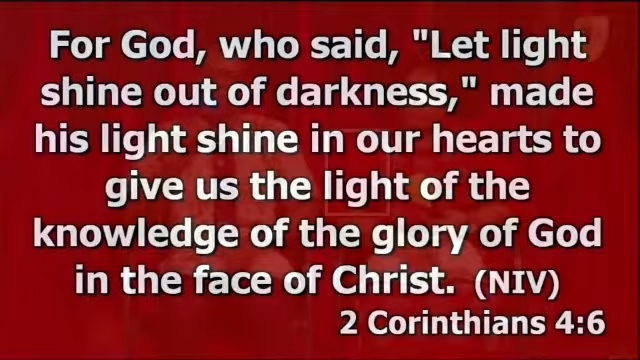 For God, who said, "Let light
shine out of darkness," made
his light shine in our hearts to
give us the light of the
knowledge of the glory of God
in the face of Christ. (NIV)
2 Corinthians 4:6